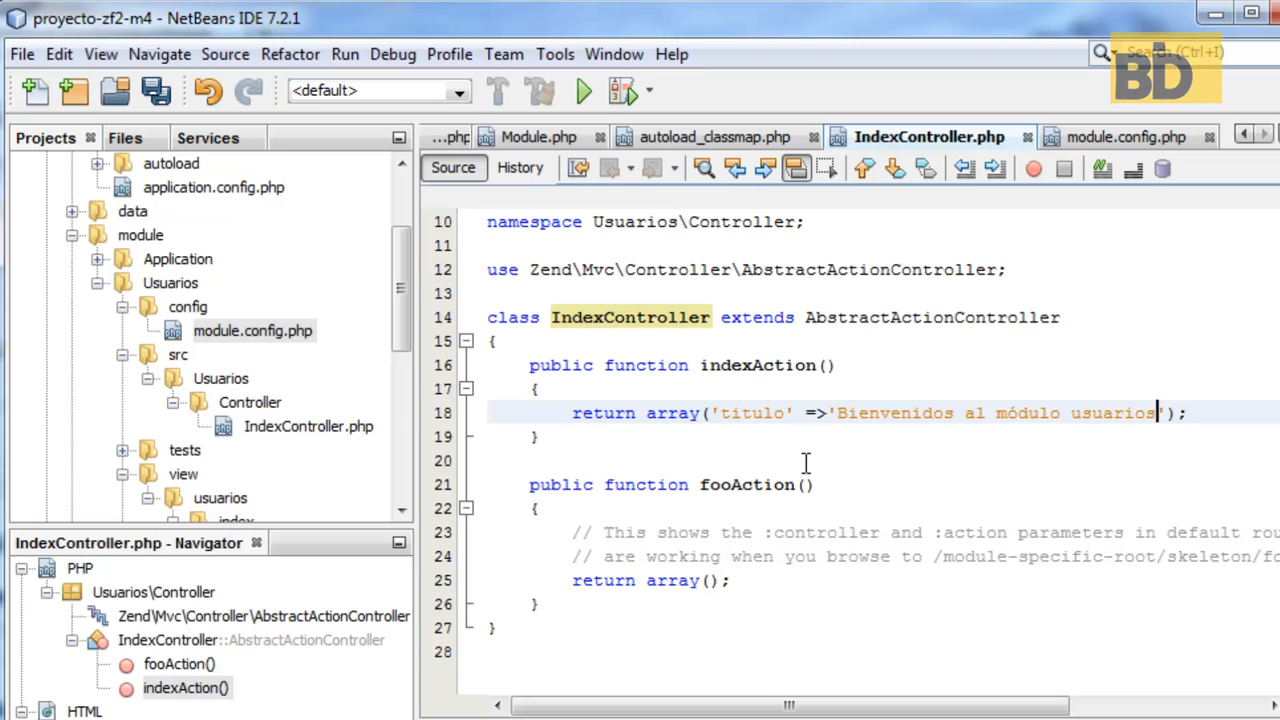 proyecto-zf2-m4 - NetBeans IDE 7.2.1
File Edit View Navigate Source Refactor Run Debug Profile Team Tools Window Help
Search (Ctrl+I)
BD
<default>
Projects Files Services
...php Module.php autoload_classmap.php IndexController.php module.config.php
Source History
autoload
application.config.php
data
module
Application
Usuarios
config
module.config.php
src
Usuarios
Controller
IndexController.php
tests
view
usuarios
index
10 namespace Usuarios\Controller;
11
12 use Zend\Mvc\Controller\AbstractActionController;
13
14 class IndexController extends AbstractActionController
15 {
16 public function indexAction()
17 {
18 return array('titulo' =>'Bienvenidos al módulo usuarios');
19 }
20
21 public function fooAction()
22 {
23 // This shows the :controller and :action parameters in default rou
24 // are working when you browse to /module-specific-root/skeleton/fo
25 return array();
26 }
27 }
28
IndexController.php - Navigator
PHP
Usuarios\Controller
Zend\Mvc\Controller\AbstractActionController
IndexController::AbstractActionController
fooAction()
indexAction()
HTML